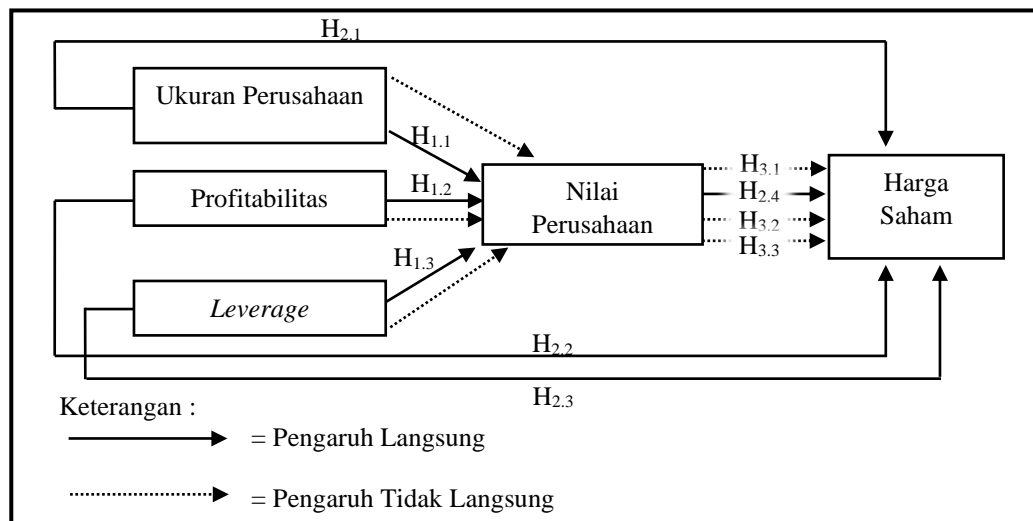 H2.1
Ukuran Perusahaan
H1.1
Profitabilitas
H1.2
H1.3
Leverage
Nilai
Perusahaan
H3.1
H2.4
H3.2
H3.3
Harga
Saham
H2.2
H2.3
Keterangan :
= Pengaruh Langsung
= Pengaruh Tidak Langsung